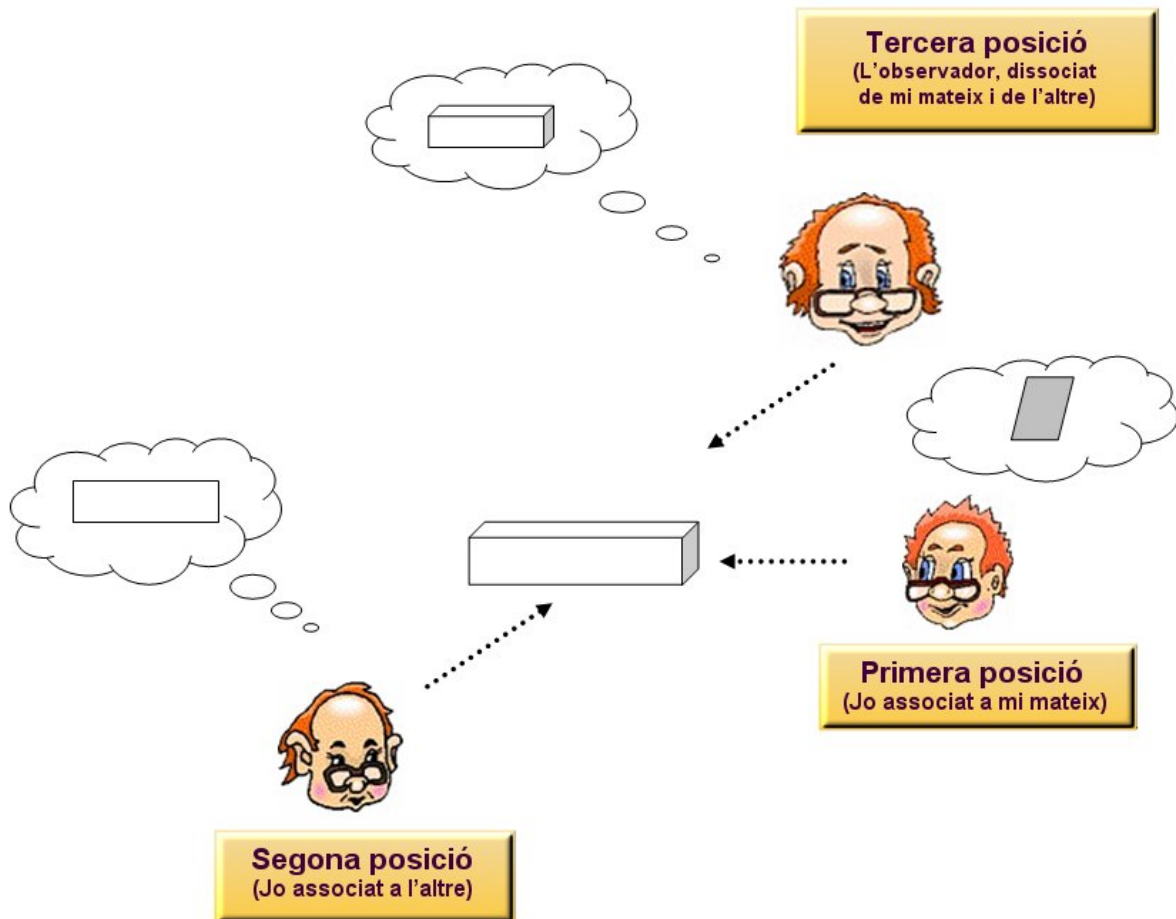 Tercera posició
(L'observador, dissociat
de mi mateix i de l'altre)
Primera posició
(Jo associat a mi mateix)
Segona posició
(Jo associat a l'altre)